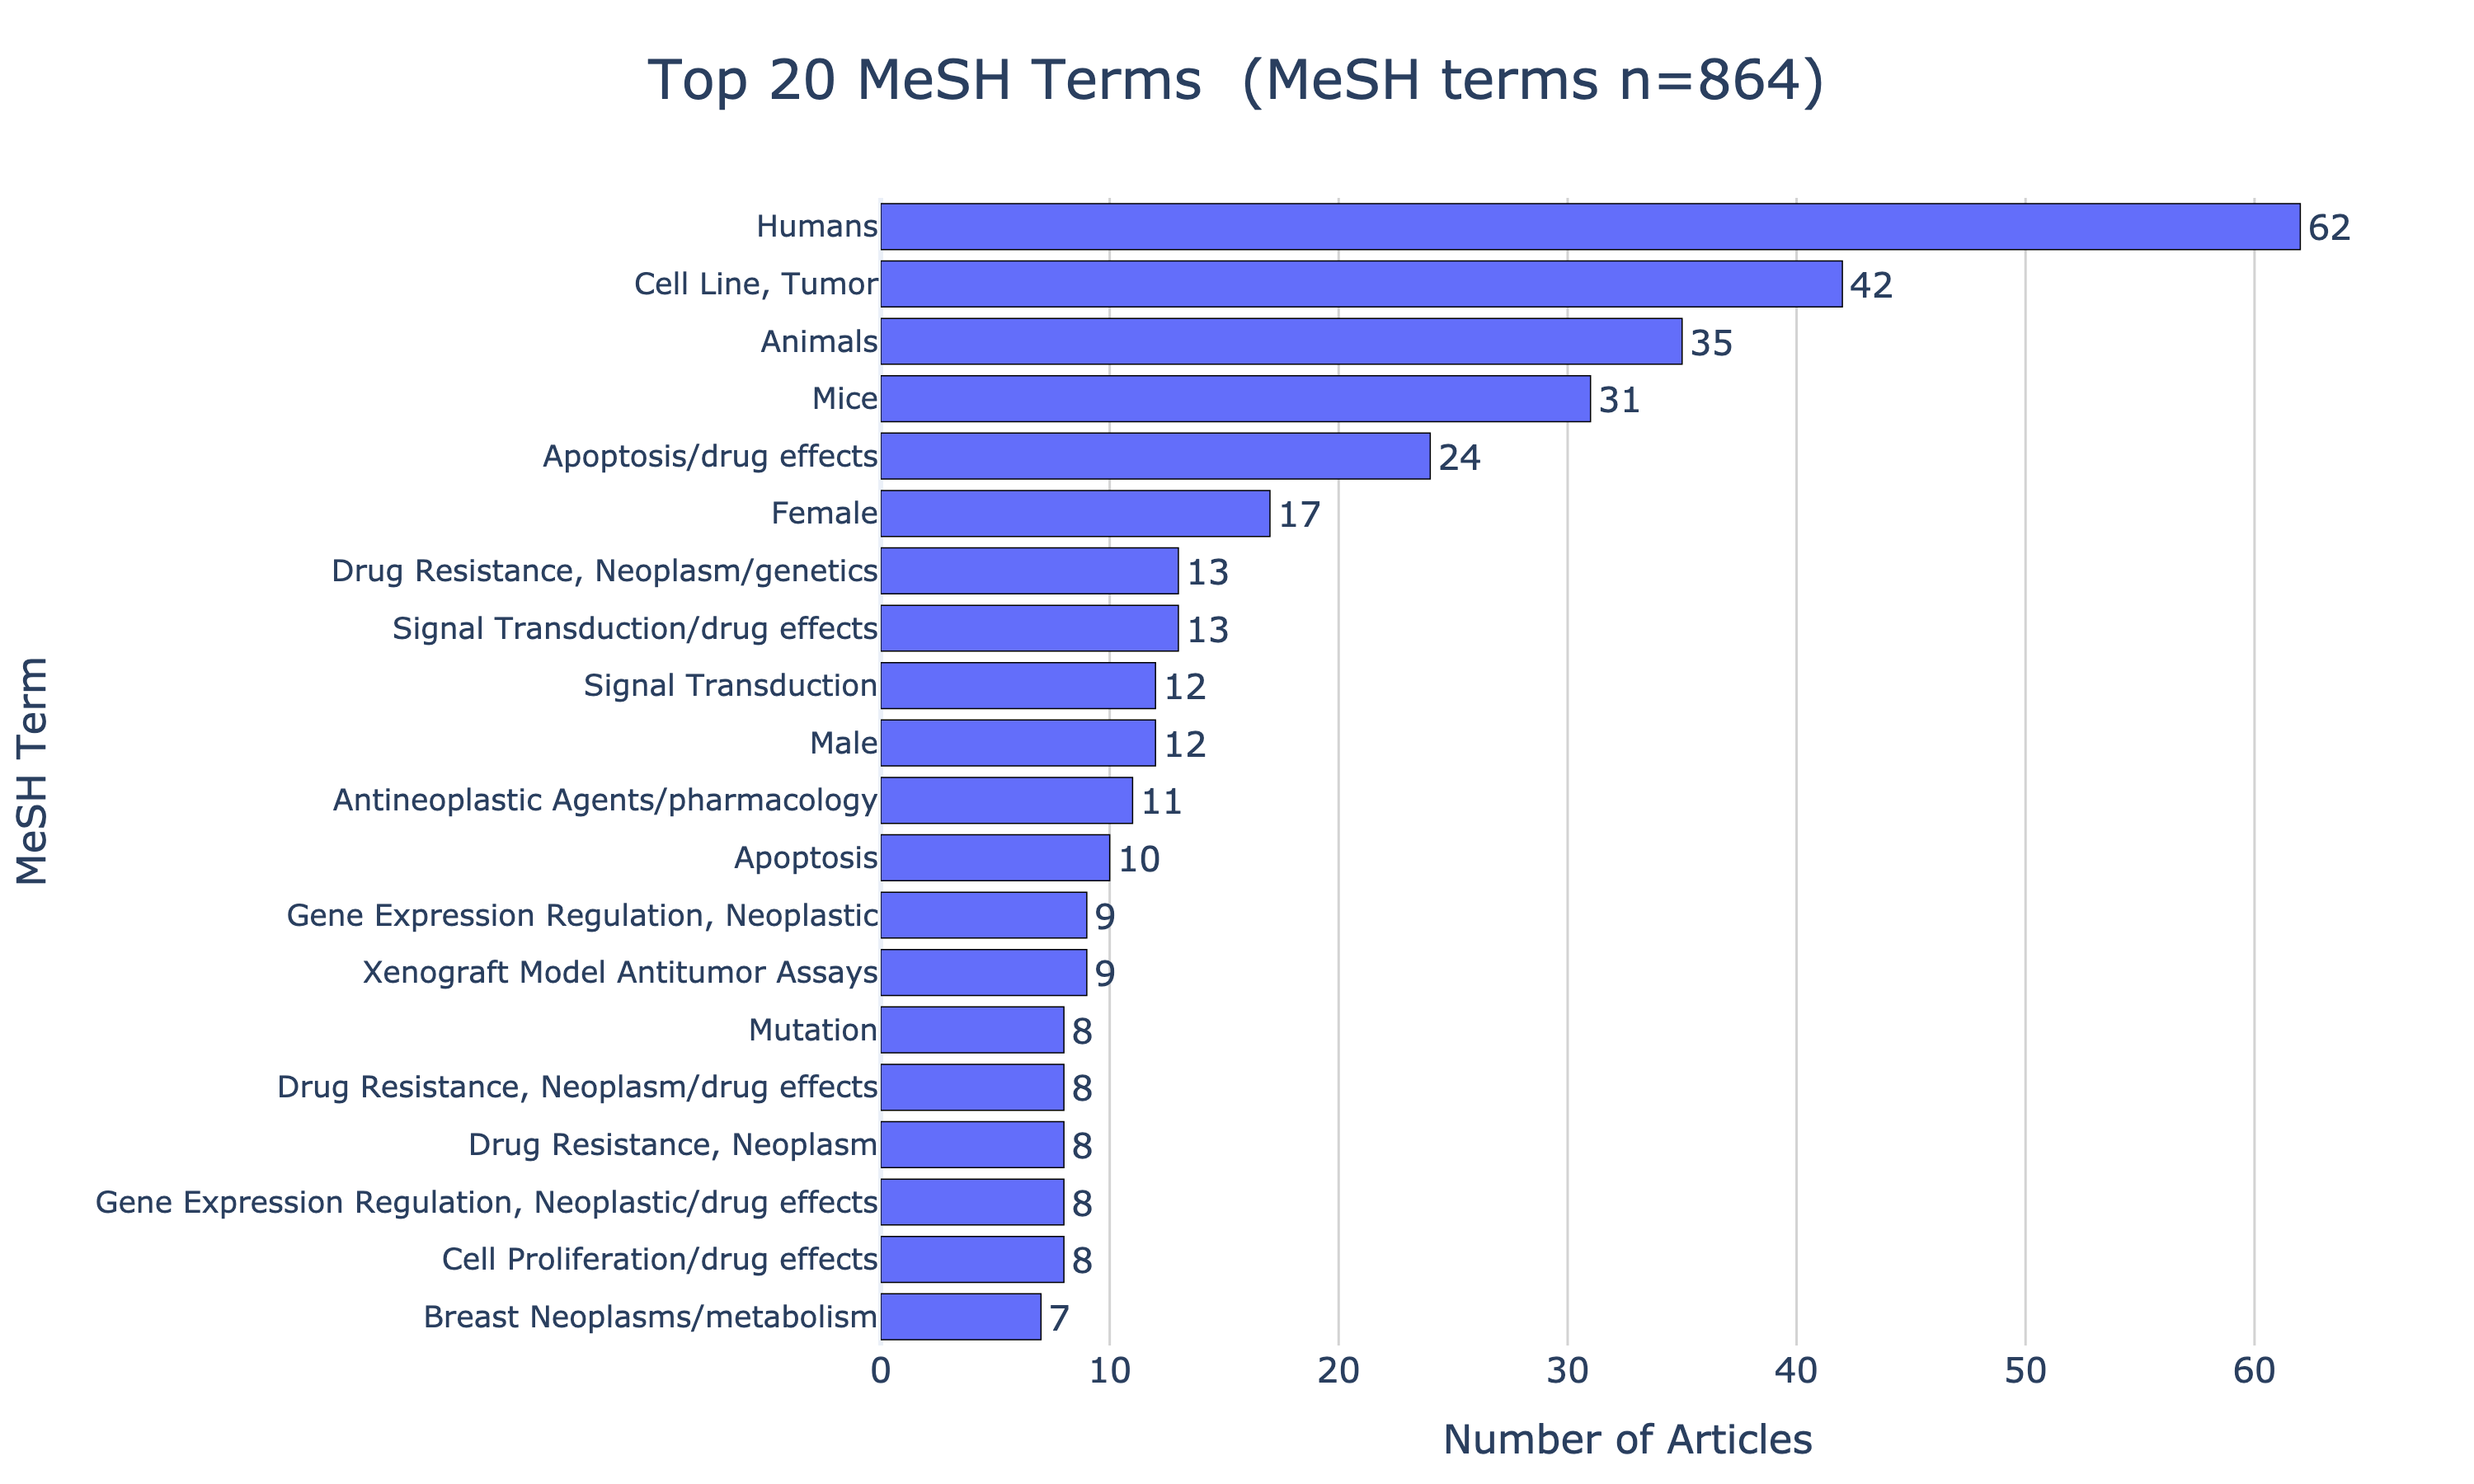 Top 20 MeSH Terms  (MeSH terms n=864)
MeSH Term
Humans 62
Cell Line, Tumor 42
Animals 35
Mice 31
Apoptosis/drug effects 24
Female 17
Drug Resistance, Neoplasm/genetics 13
Signal Transduction/drug effects 13
Signal Transduction 12
Male 12
Antineoplastic Agents/pharmacology 11
Apoptosis 10
Gene Expression Regulation, Neoplastic 9
Xenograft Model Antitumor Assays 9
Mutation 8
Drug Resistance, Neoplasm/drug effects 8
Drug Resistance, Neoplasm 8
Gene Expression Regulation, Neoplastic/drug effects 8
Cell Proliferation/drug effects 8
Breast Neoplasms/metabolism 7
0 10 20 30 40 50 60
Number of Articles